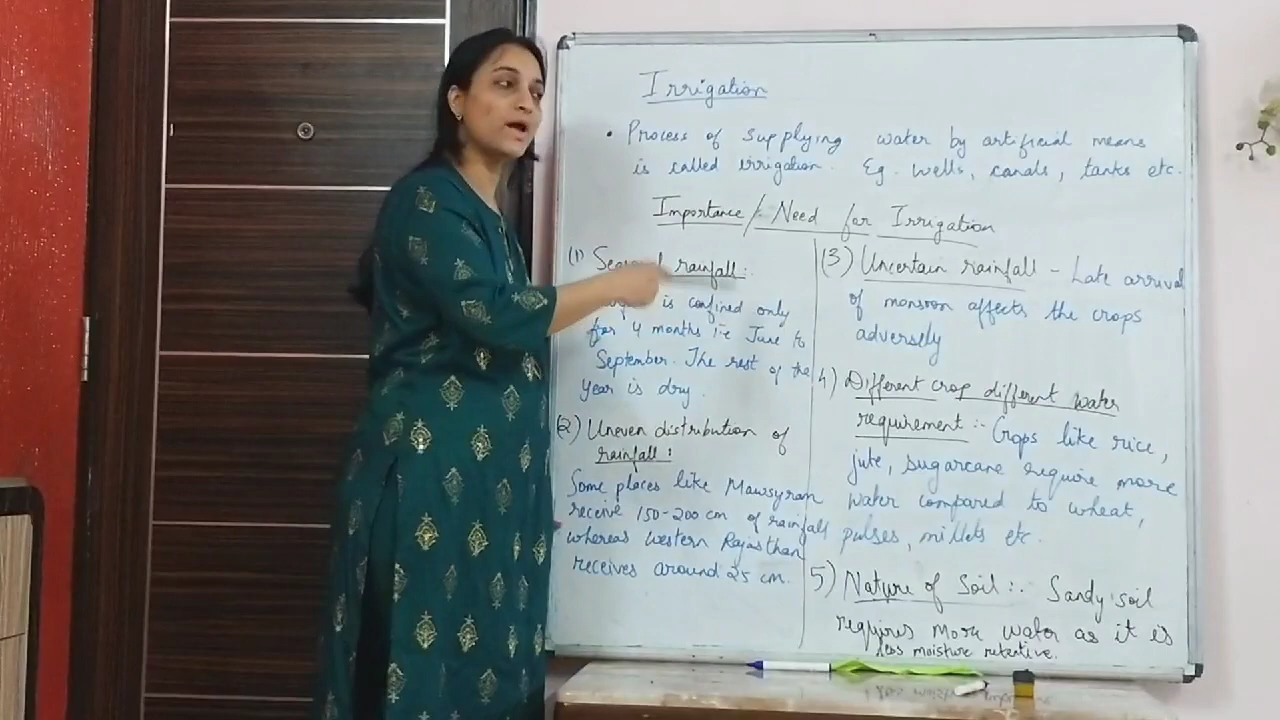 Irrigation
• Process of supplying water by artificial means
is called irrigation. Eg. wells, canals, tanks etc.
Importance / Need for Irrigation
(1) rainfall :
is confined only
for 4 months i.e June to
September. The rest of the
year is dry.
(2) Uneven distribution of
rainfall :
Some places like Mawsynram
receive 150-200 cm of rainfall
whereas western Rajasthan
receives around 25 cm.
(3) Uncertain rainfall - Late arrival
of monsoon affects the crops
adversely
4) Different crop different water
requirement :- Crops like rice,
jute, sugarcane require more
water compared to wheat,
pulses, millets etc.
5) Nature of Soil :- Sandy soil
requires more water as it is
less moisture retentive.